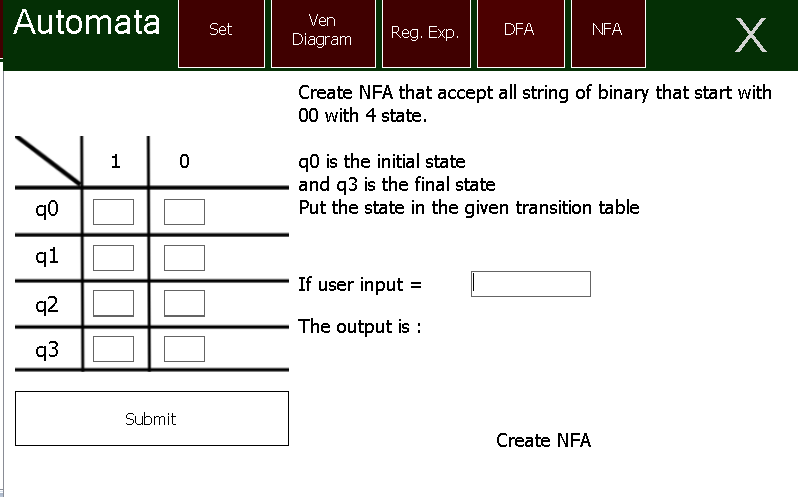 Automata
Set
Ven
Diagram
Reg. Exp.
DFA
NFA
X
Create NFA that accept all string of binary that start with
00 with 4 state.
q0 is the initial state
and q3 is the final state
Put the state in the given transition table
1 0
q0
q1
q2
q3
If user input =
The output is :
Submit
Create NFA